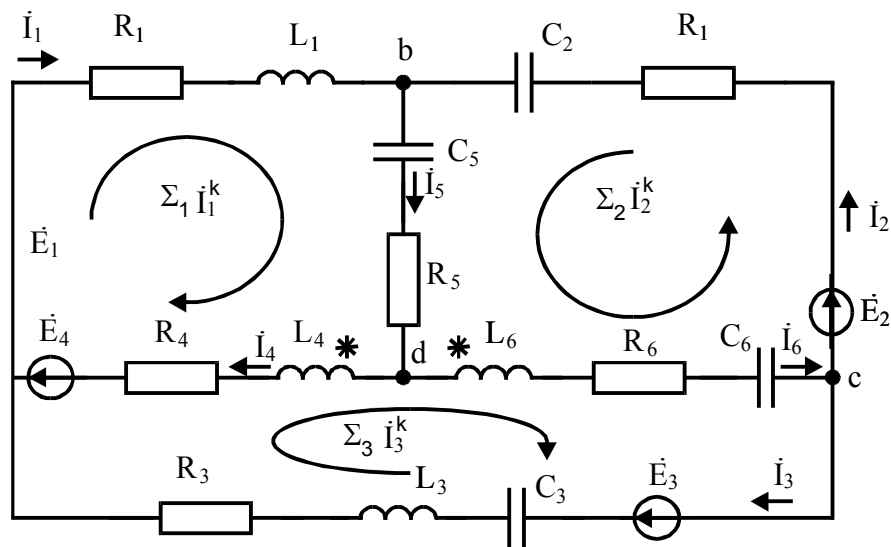 İ₁
R₁
L₁
b
C₂
R₁
C₅
İ₅
Σ₁ İ₁ᵏ
Σ₂ İ₂ᵏ
İ₂
Ė₁
R₅
Ė₂
Ė₄
R₄
İ₄
L₄ *
d
* L₆
R₆
C₆
İ₆
c
Σ₃ İ₃ᵏ
R₃
L₃
C₃
Ė₃
İ₃